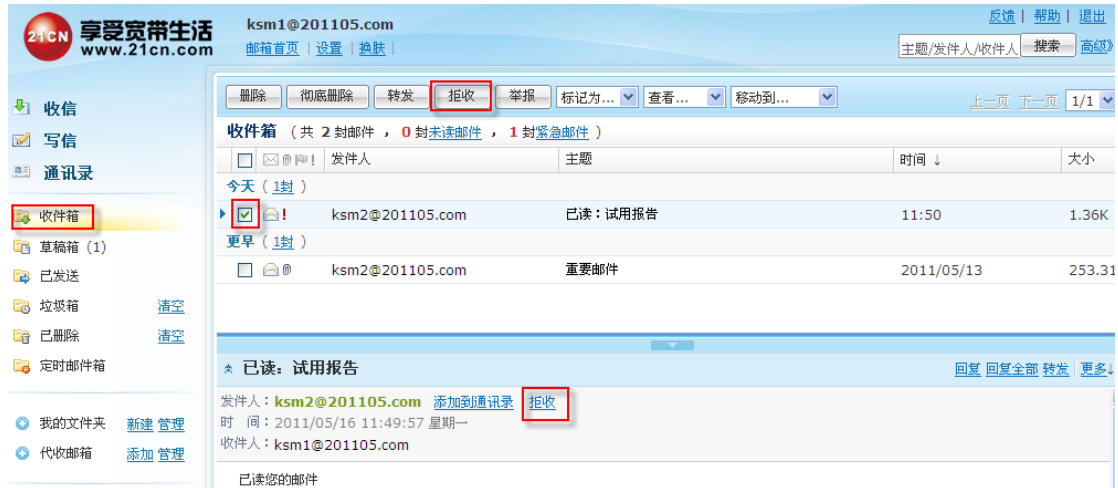 21CN 享受宽带生活
www.21cn.com
ksm1@201105.com
邮箱首页 | 设置 | 换肤 |
反馈 | 帮助 | 退出
主题/发件人/收件人 搜索 高级》
收信
写信
通讯录
收件箱
草稿箱 (1)
已发送
垃圾箱 清空
已删除 清空
定时邮件箱
我的文件夹 新建 管理
代收邮箱 添加 管理
删除 彻底删除 转发 拒收 举报 标记为... 查看... 移动到... 上一页 下一页 1/1
收件箱 (共 2 封邮件 , 0 封未读邮件 , 1 封紧急邮件 )
发件人 主题 时间 ↓ 大小
今天 ( 1封 )
! ksm2@201105.com 已读:试用报告 11:50 1.36K
更早 ( 1封 )
ksm2@201105.com 重要邮件 2011/05/13 253.31
已读: 试用报告 回复 回复全部 转发 | 更多↓
发件人:ksm2@201105.com 添加到通讯录 拒收
时 间:2011/05/16 11:49:57 星期一
收件人:ksm1@201105.com
已读您的邮件